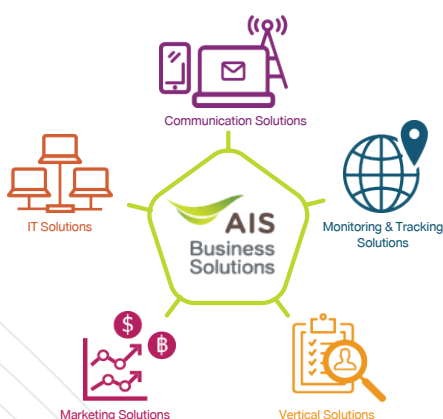 Communication Solutions
IT Solutions
AIS
Business
Solutions
Monitoring & Tracking
Solutions
$
฿
Marketing Solutions
Vertical Solutions